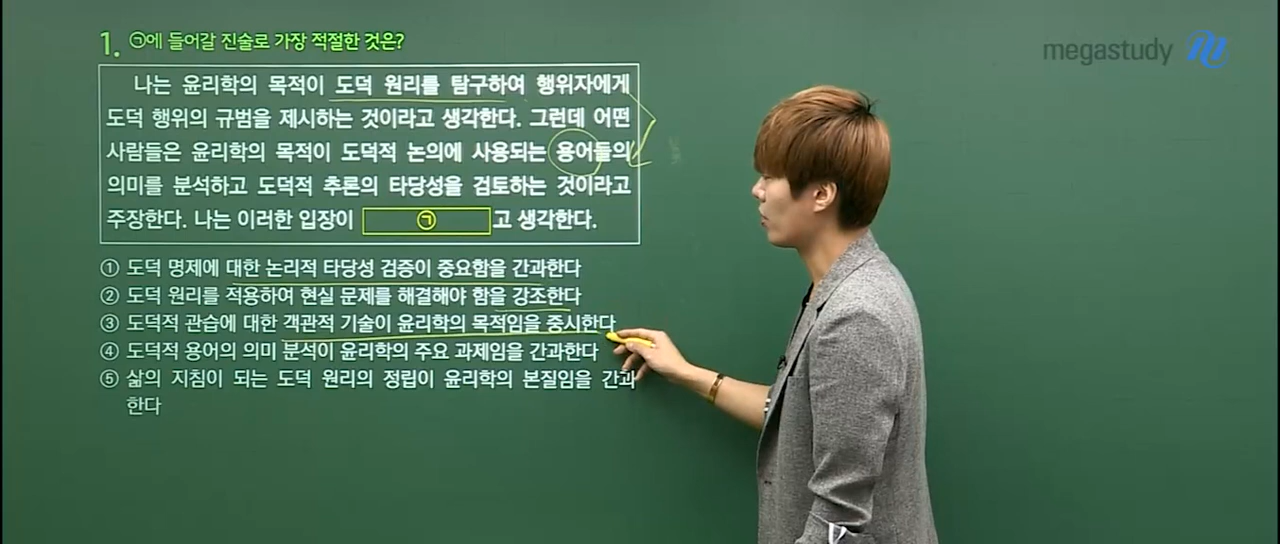 1. ㉠에 들어갈 진술로 가장 적절한 것은?
megastudy
나는 윤리학의 목적이 도덕 원리를 탐구하여 행위자에게
도덕 행위의 규범을 제시하는 것이라고 생각한다. 그런데 어떤
사람들은 윤리학의 목적이 도덕적 논의에 사용되는 용어들의
의미를 분석하고 도덕적 추론의 타당성을 검토하는 것이라고
주장한다. 나는 이러한 입장이 ㉠ 고 생각한다.
① 도덕 명제에 대한 논리적 타당성 검증이 중요함을 간과한다
② 도덕 원리를 적용하여 현실 문제를 해결해야 함을 강조한다
③ 도덕적 관습에 대한 객관적 기술이 윤리학의 목적임을 중시한다
④ 도덕적 용어의 의미 분석이 윤리학의 주요 과제임을 간과한다
⑤ 삶의 지침이 되는 도덕 원리의 정립이 윤리학의 본질임을 간과
한다